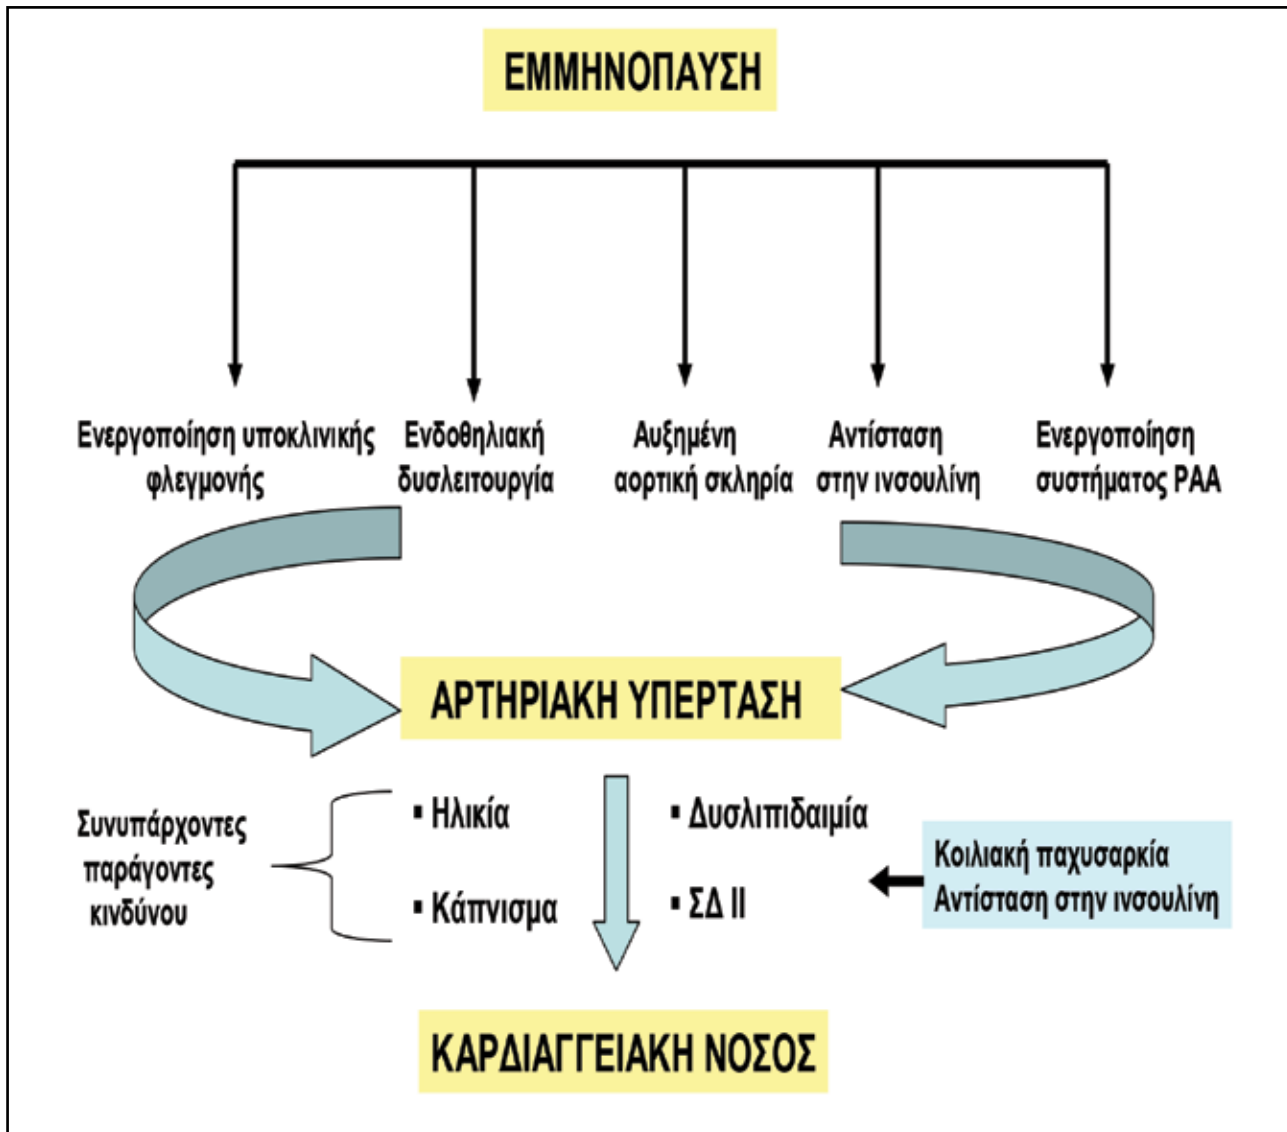 ΕΜΜΗΝΟΠΑΥΣΗ
Ενεργοποίηση υποκλινικής
φλεγμονής
Ενδοθηλιακή
δυσλειτουργία
Αυξημένη
αορτική σκληρία
Αντίσταση
στην ινσουλίνη
Ενεργοποίηση
συστήματος ΡΑΑ
ΑΡΤΗΡΙΑΚΗ ΥΠΕΡΤΑΣΗ
Συνυπάρχοντες
παράγοντες
κινδύνου
▪ Ηλικία
▪ Κάπνισμα
▪ Δυσλιπιδαιμία
▪ ΣΔ ΙΙ
Κοιλιακή παχυσαρκία
Αντίσταση στην ινσουλίνη
ΚΑΡΔΙΑΓΓΕΙΑΚΗ ΝΟΣΟΣ